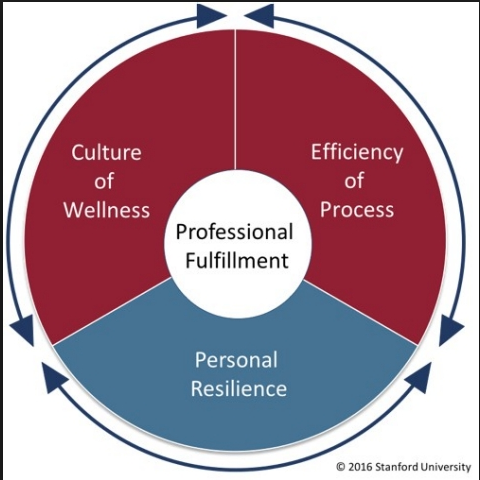 Culture
of
Wellness
Efficiency
of
Process
Professional
Fulfillment
Personal
Resilience
© 2016 Stanford University